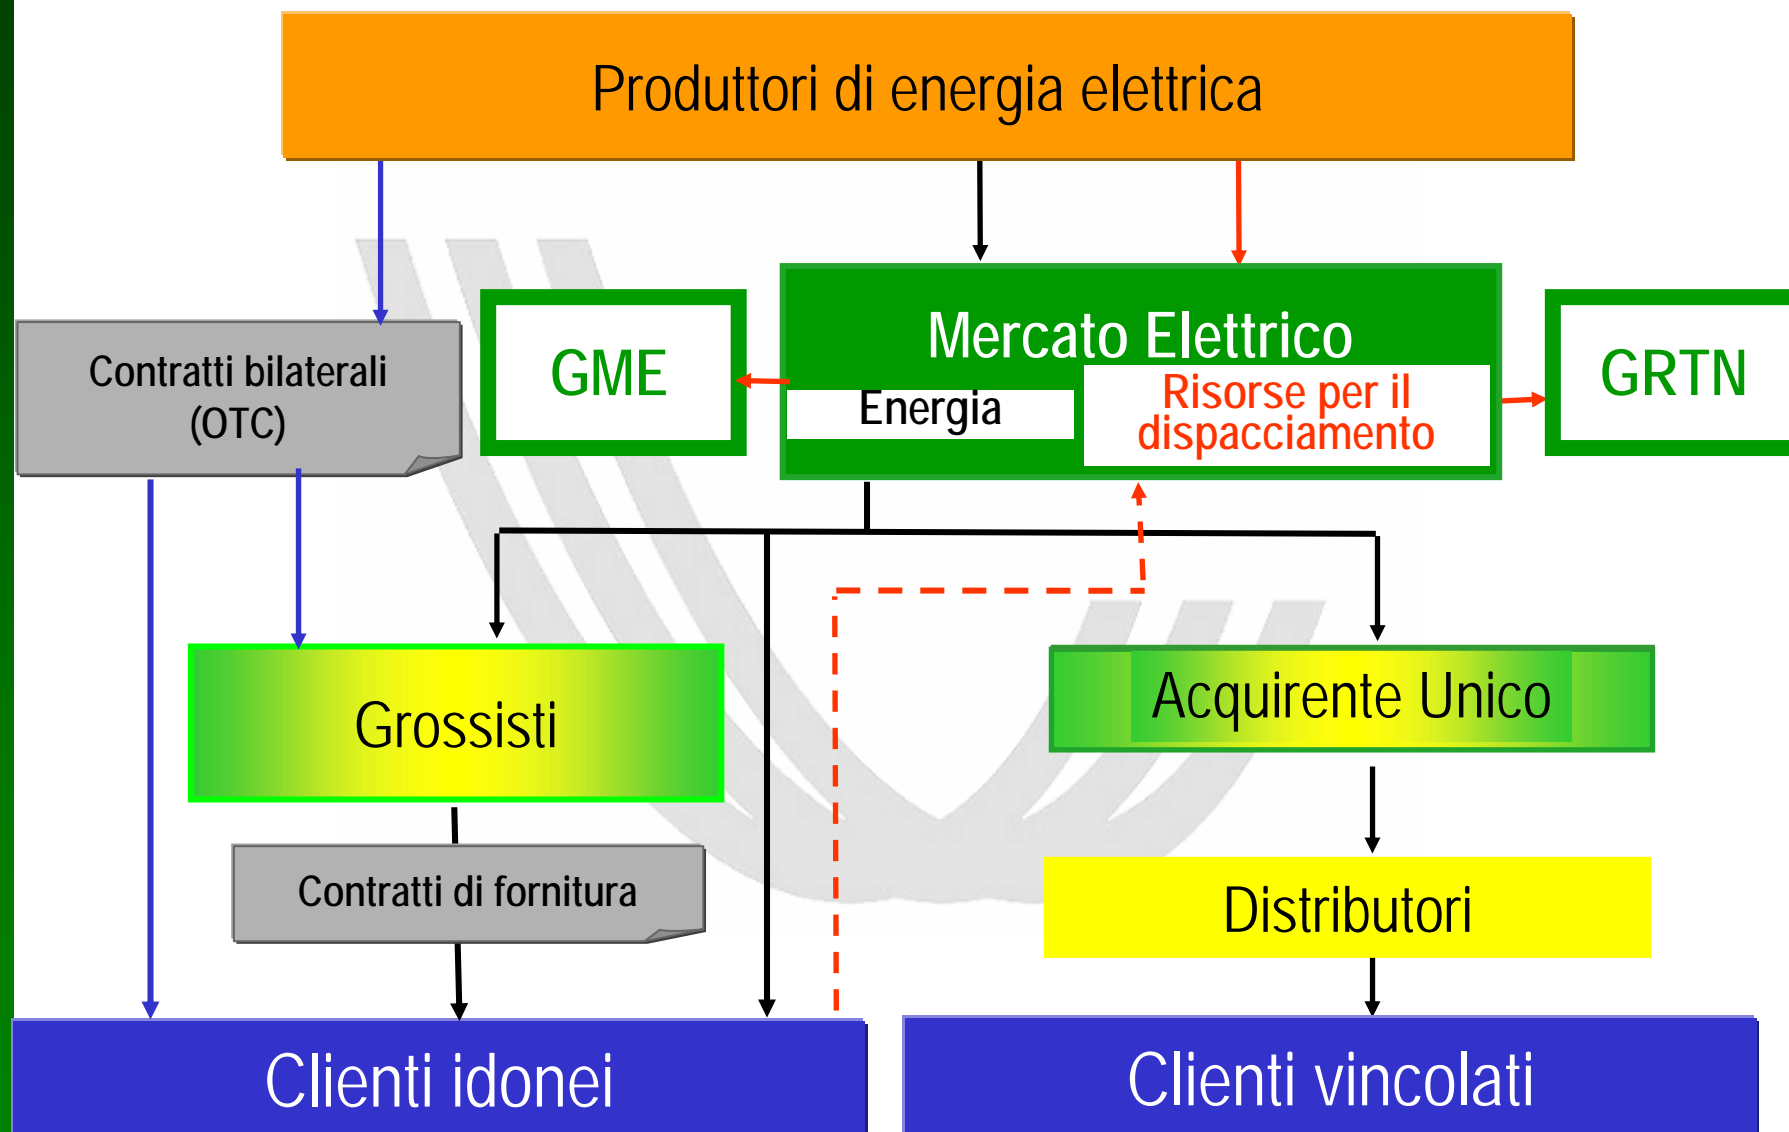 Produttori di energia elettrica
Contratti bilaterali
(OTC)
GME
Mercato Elettrico
Energia
Risorse per il
dispacciamento
GRTN
Grossisti
Acquirente Unico
Contratti di fornitura
Distributori
Clienti idonei
Clienti vincolati